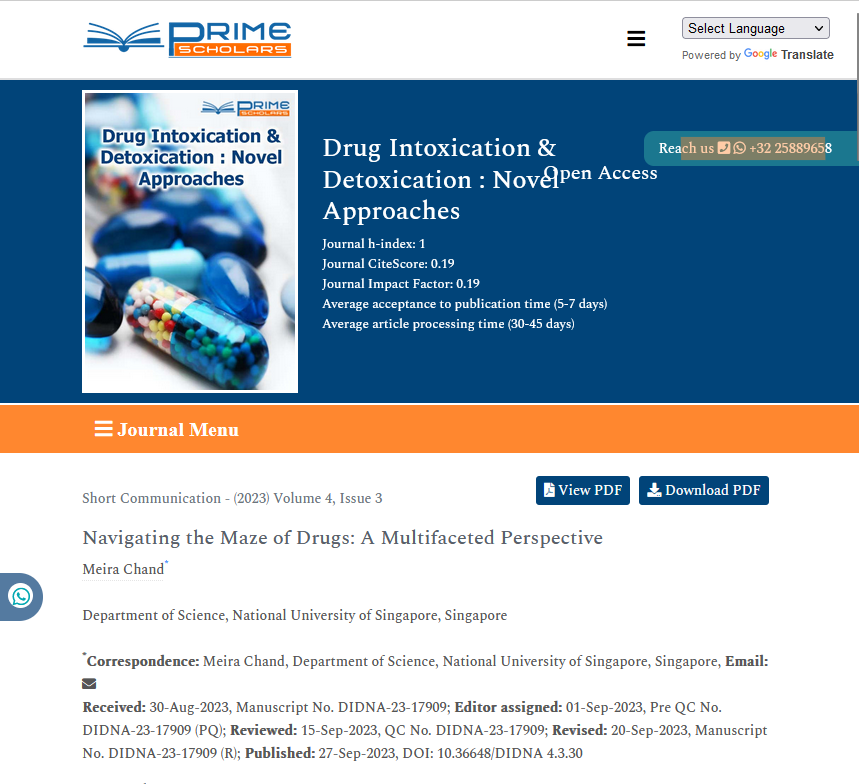 PRIME
SCHOLARS
Select Language
Powered by Google Translate
PRIME
SCHOLARS
Drug Intoxication &
Detoxication : Novel
Approaches
Drug Intoxication &
Detoxication : Novel
Approaches
Open Access
Reach us +32 25889658
Journal h-index: 1
Journal CiteScore: 0.19
Journal Impact Factor: 0.19
Average acceptance to publication time (5-7 days)
Average article processing time (30-45 days)
Journal Menu
Short Communication - (2023) Volume 4, Issue 3
View PDF
Download PDF
Navigating the Maze of Drugs: A Multifaceted Perspective
Meira Chand*
Department of Science, National University of Singapore, Singapore
*Correspondence: Meira Chand, Department of Science, National University of Singapore, Singapore, Email:
Received: 30-Aug-2023, Manuscript No. DIDNA-23-17909; Editor assigned: 01-Sep-2023, Pre QC No.
DIDNA-23-17909 (PQ); Reviewed: 15-Sep-2023, QC No. DIDNA-23-17909; Revised: 20-Sep-2023, Manuscript
No. DIDNA-23-17909 (R); Published: 27-Sep-2023, DOI: 10.36648/DIDNA 4.3.30